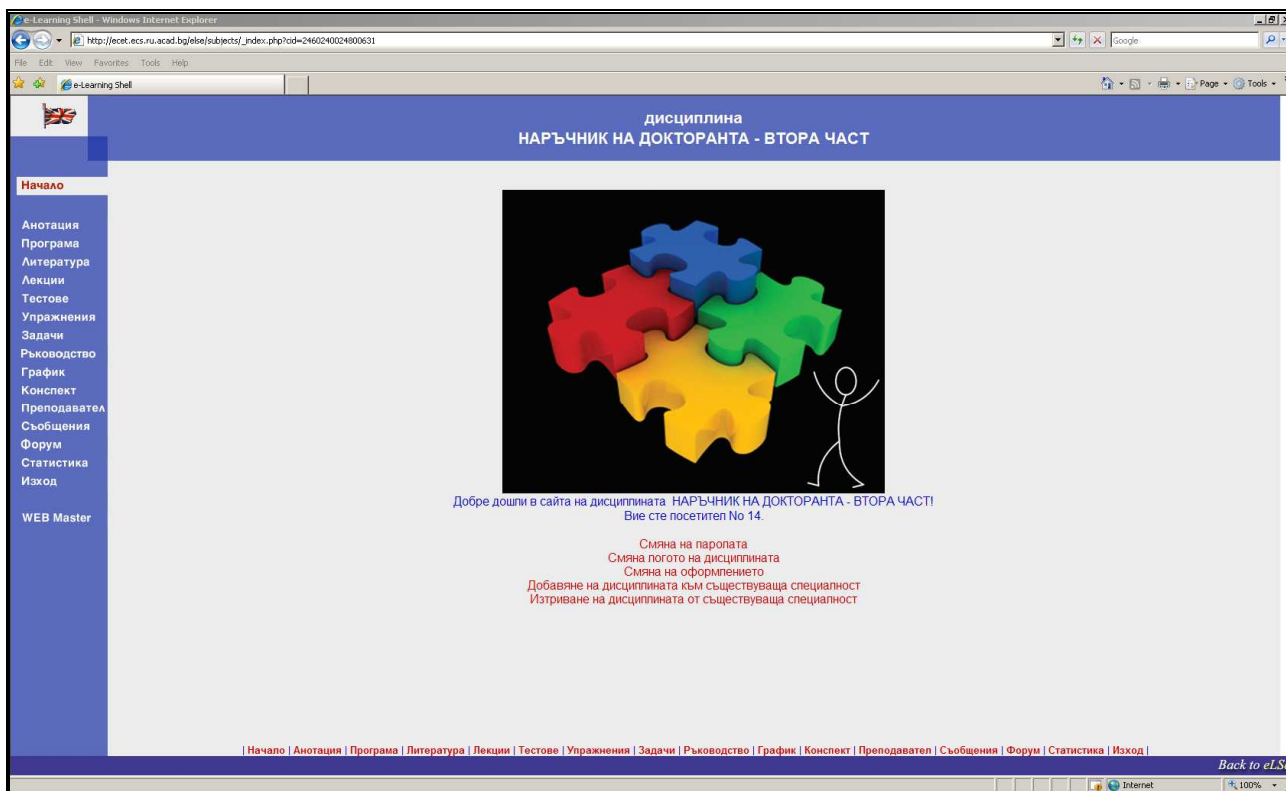 e-Learning Shell - Windows Internet Explorer
http://ecet.ecs.ru.acad.bg/else/subjects/_index.php?cid=2460240024800631
Google
File Edit View Favorites Tools Help
e-Learning Shell
Page Tools
дисциплина
НАРЪЧНИК НА ДОКТОРАНТА - ВТОРА ЧАСТ
Начало
Анотация
Програма
Литература
Лекции
Тестове
Упражнения
Задачи
Ръководство
График
Конспект
Преподавател
Съобщения
Форум
Статистика
Изход
WEB Master
Добре дошли в сайта на дисциплината НАРЪЧНИК НА ДОКТОРАНТА - ВТОРА ЧАСТ!
Вие сте посетител No 14.
Смяна на паролата
Смяна логото на дисциплината
Смяна на оформлението
Добавяне на дисциплината към съществуваща специалност
Изтриване на дисциплината от съществуваща специалност
| Начало | Анотация | Програма | Литература | Лекции | Тестове | Упражнения | Задачи | Ръководство | График | Конспект | Преподавател | Съобщения | Форум | Статистика | Изход |
Back to eLSe
Internet
100%